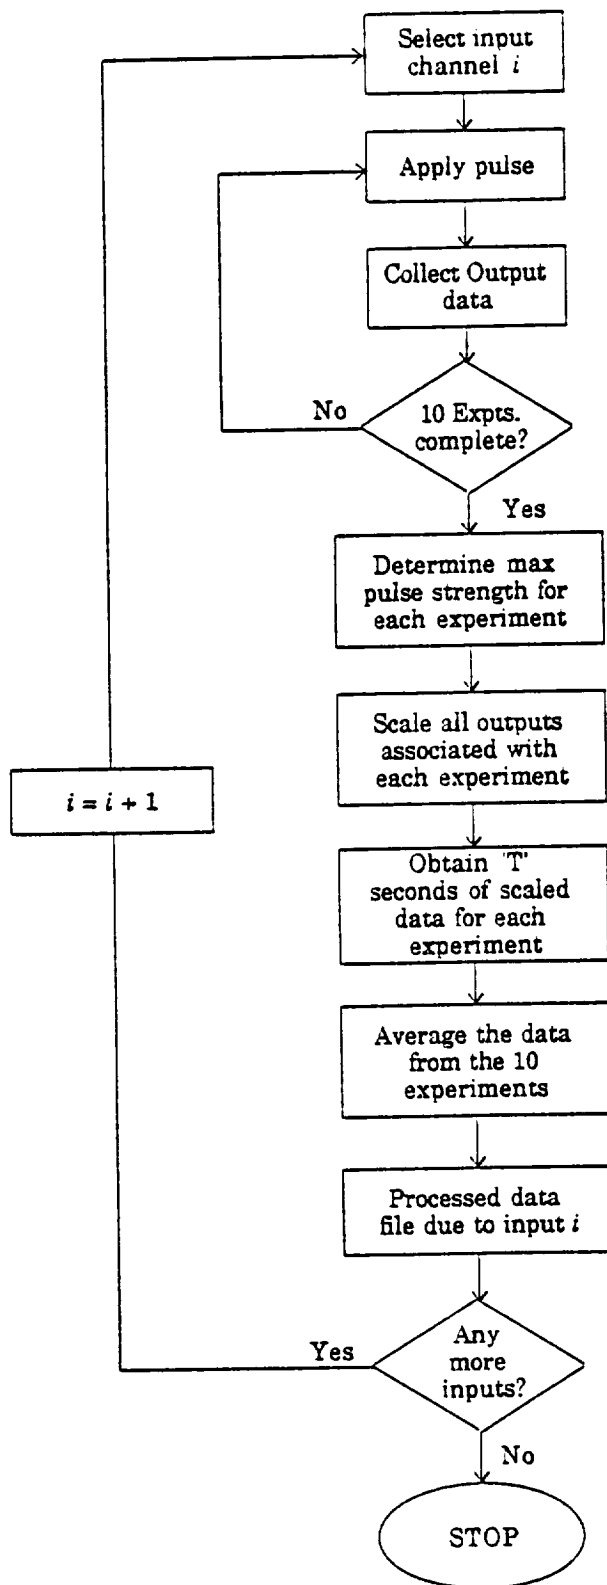 Select input
channel i
Apply pulse
Collect Output
data
No
10 Expts.
complete?
Yes
Determine max
pulse strength for
each experiment
Scale all outputs
associated with
each experiment
i = i + 1
Obtain 'T'
seconds of scaled
data for each
experiment
Average the data
from the 10
experiments
Processed data
file due to input i
Yes
Any
more
inputs?
No
STOP